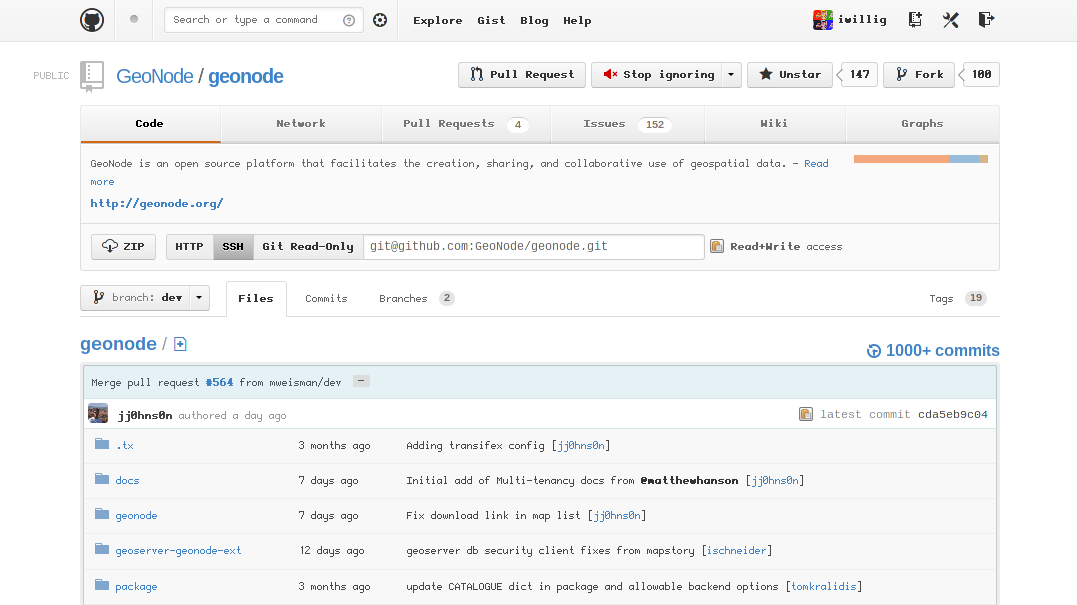 Search or type a command ? Explore Gist Blog Help iwillig
PUBLIC GeoNode / geonode Pull Request Stop ignoring Unstar 147 Fork 100
Code Network Pull Requests 4 Issues 152 Wiki Graphs
GeoNode is an open source platform that facilitates the creation, sharing, and collaborative use of geospatial data. — Read
more
http://geonode.org/
ZIP HTTP SSH Git Read-Only git@github.com:GeoNode/geonode.git Read+Write access
branch: dev Files Commits Branches 2 Tags 19
geonode / 1000+ commits
Merge pull request #564 from mweisman/dev —
jj0hns0n authored a day ago latest commit cda5eb9c04
.tx 3 months ago Adding transifex config [jj0hns0n]
docs 7 days ago Initial add of Multi-tenancy docs from @matthewhanson [jj0hns0n]
geonode 7 days ago Fix download link in map list [jj0hns0n]
geoserver-geonode-ext 12 days ago geoserver db security client fixes from mapstory [ischneider]
package 3 months ago update CATALOGUE dict in package and allowable backend options [tomkralidis]